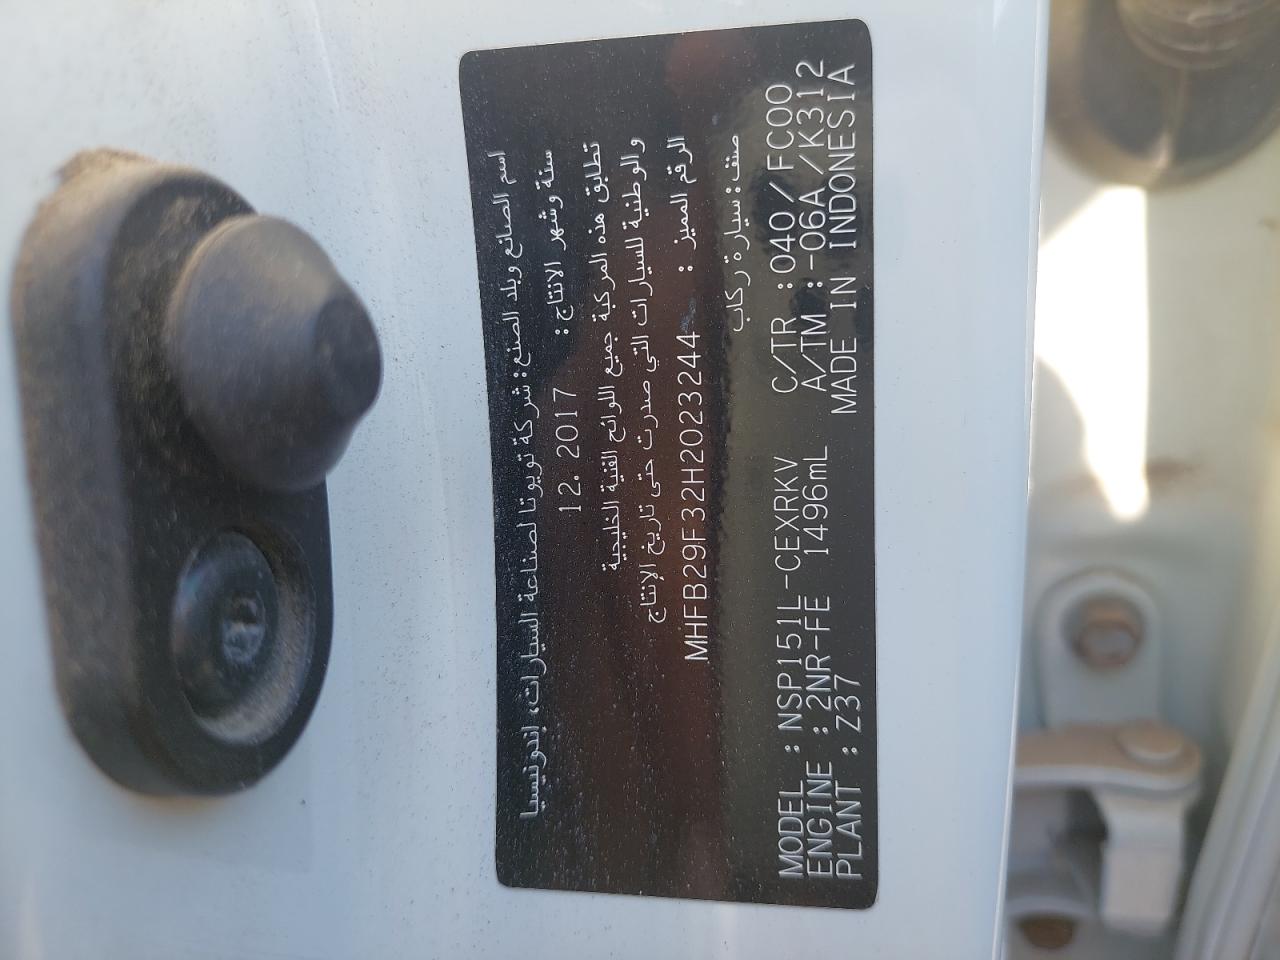 اسم الصانع وبلد الصنع: شركة تويوتا لصناعة السيارات، إندونيسيا
سنة وشهر الانتاج: 12. 2017
تطابق هذه المركبة جميع اللوائح الفنية الخليجية
والوطنية للسيارات التي صدرت حتى تاريخ الإنتاج
الرقم المميز : MHFB29F32H2023244
صنف: سيارة ركاب
MODEL : NSP151L-CEXRKV C/TR : 040/FC00
ENGINE : 2NR-FE 1496mL A/TM : -06A/K312
PLANT : Z37 MADE IN INDONESIA